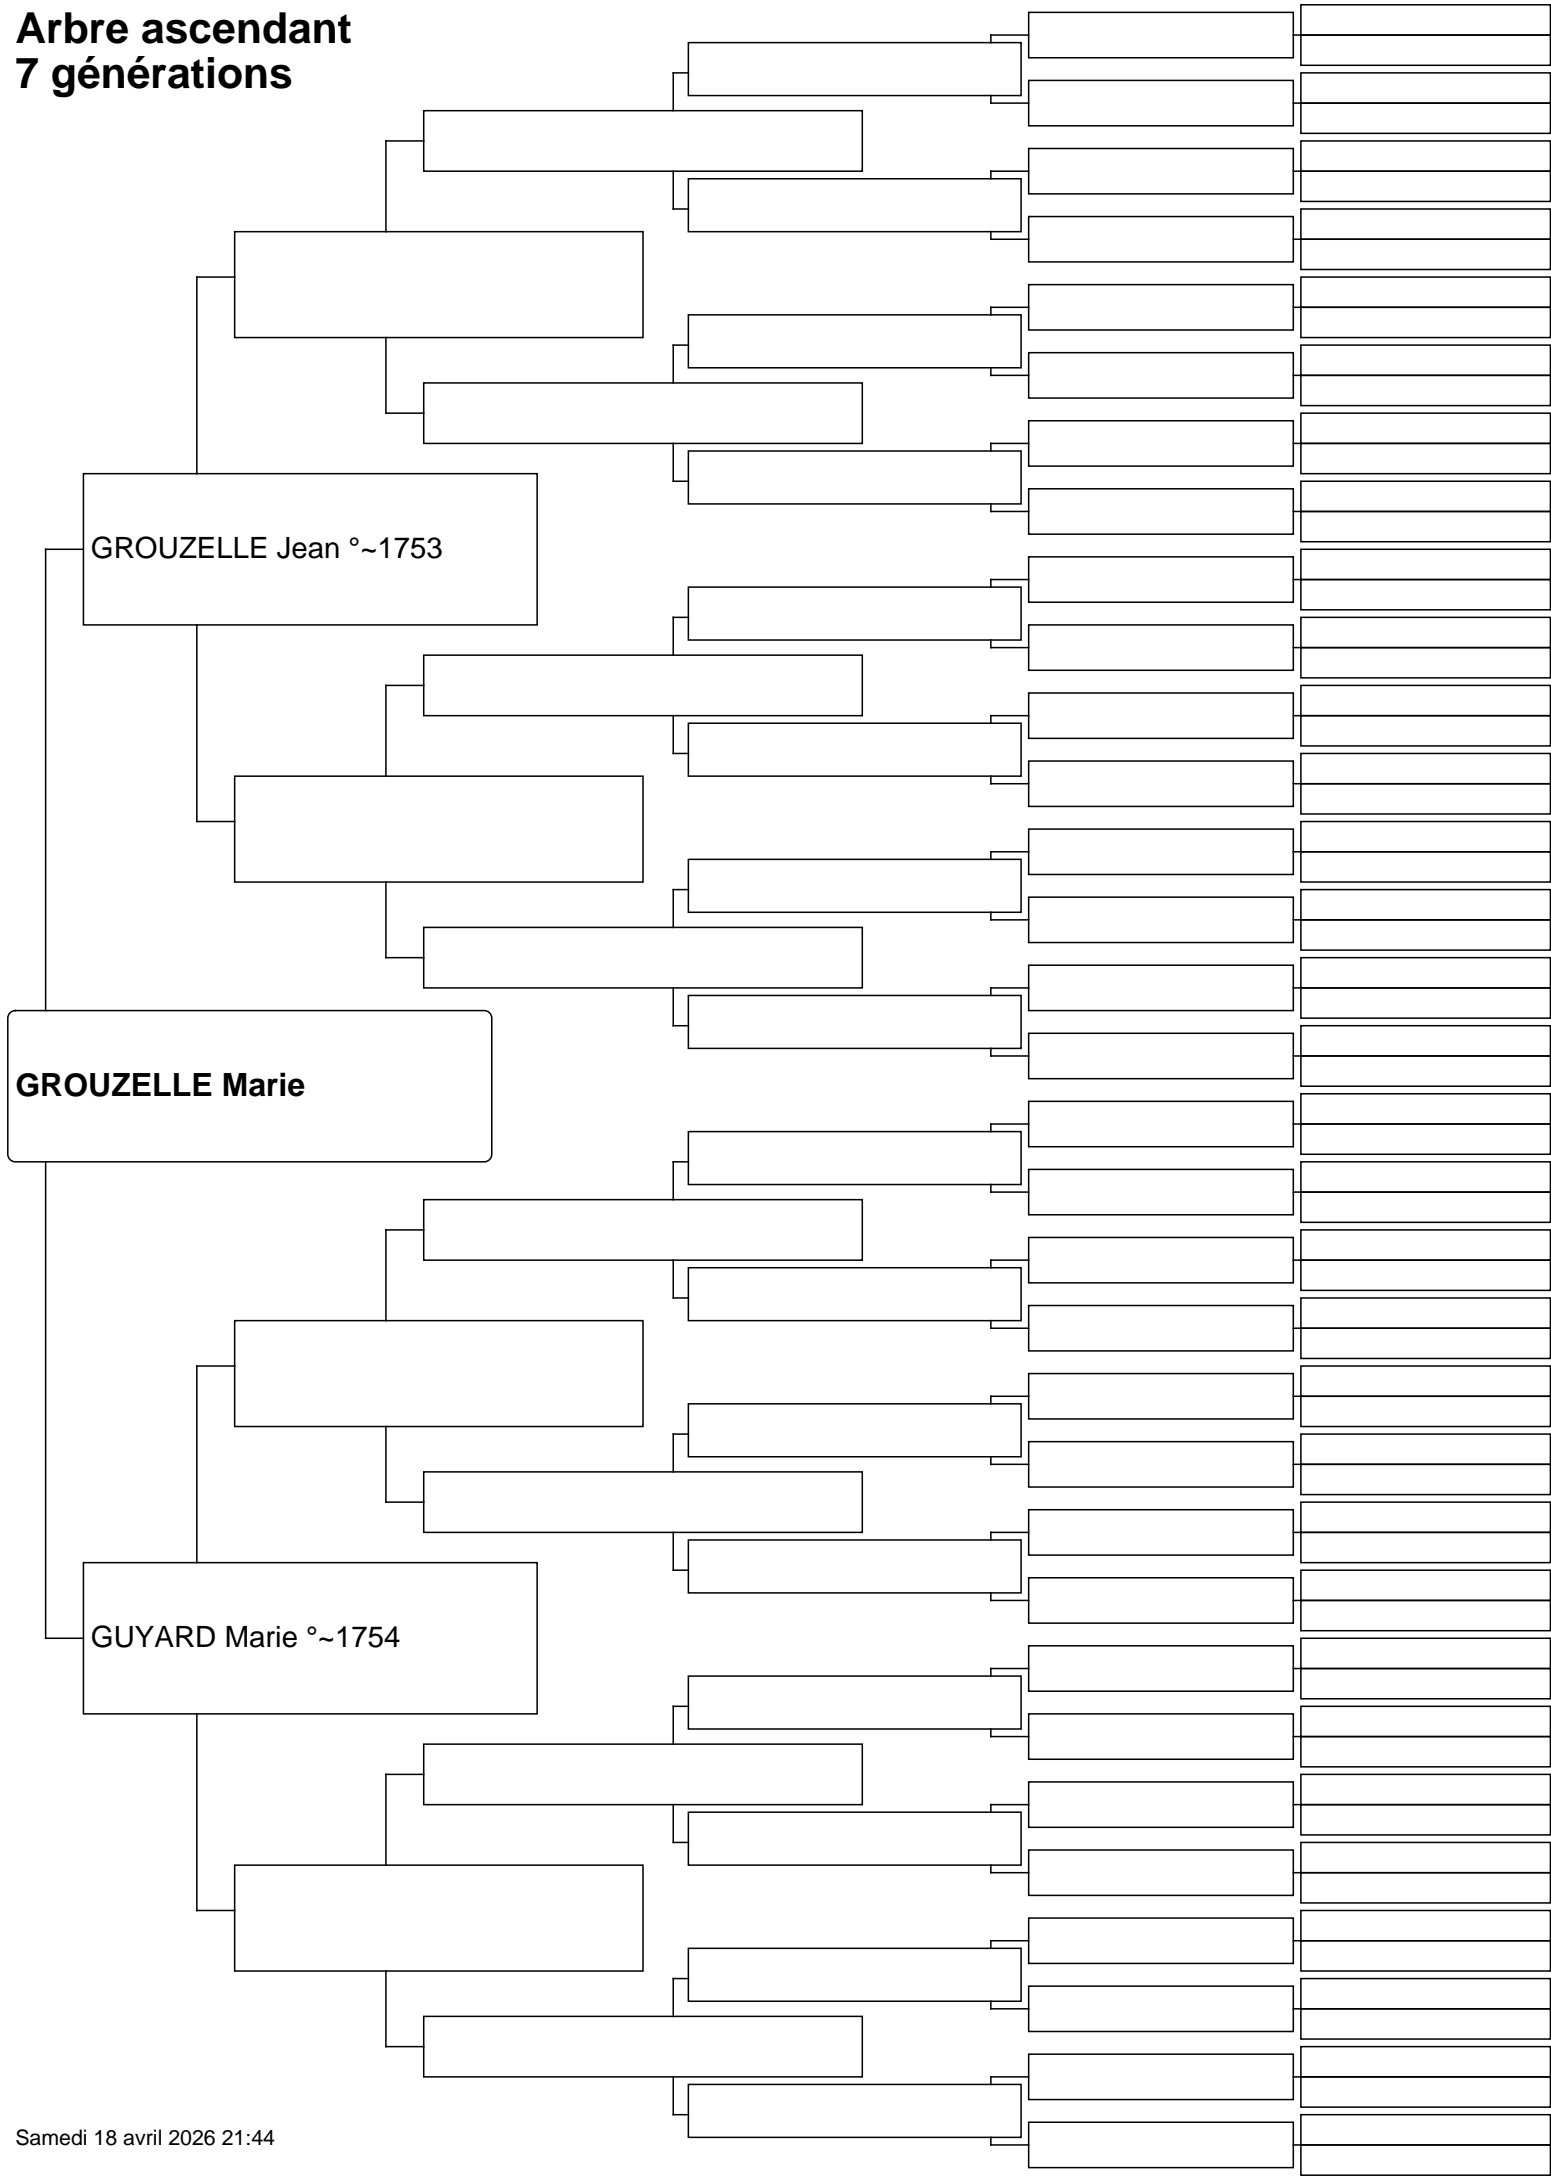 Arbre ascendant
7 générations
GROUZELLE Jean °~1753
GROUZELLE Marie
GUYARD Marie °~1754
Samedi 18 avril 2026 21:44